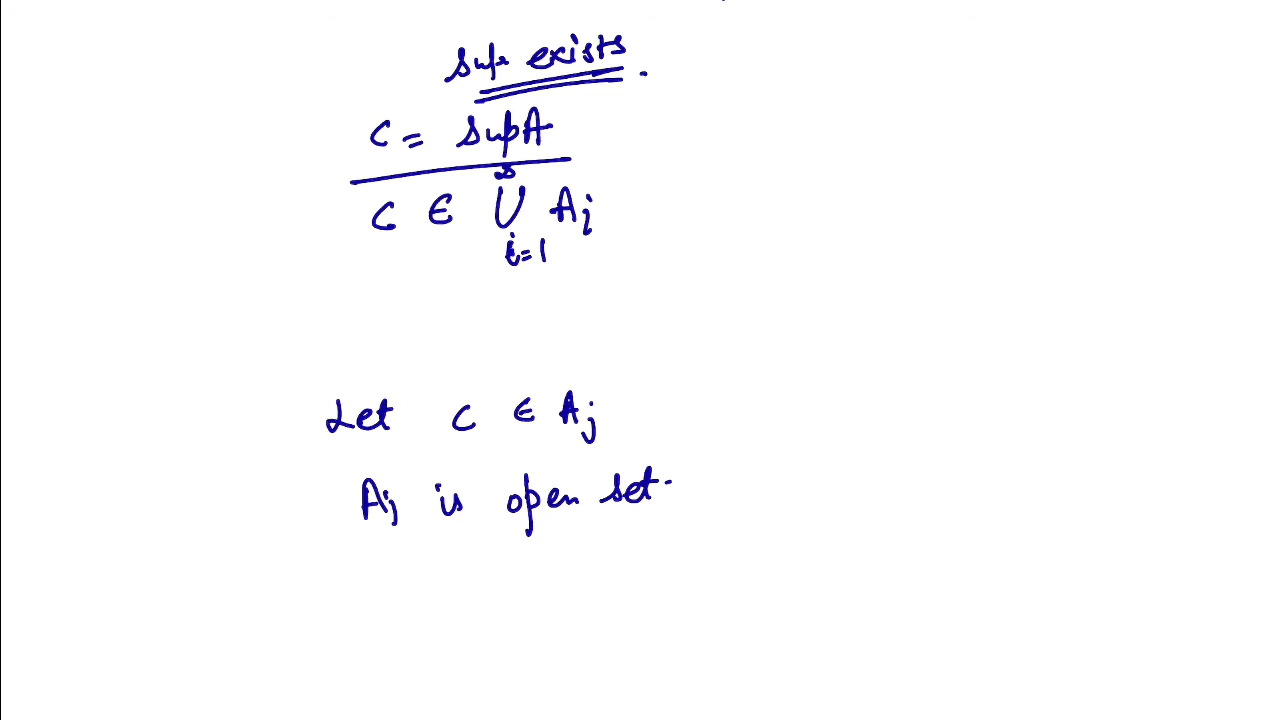 sup exists.
C = sup A
C ∈ ∞⋃i=1 Ai
Let C ∈ Aj
Aj is open set.